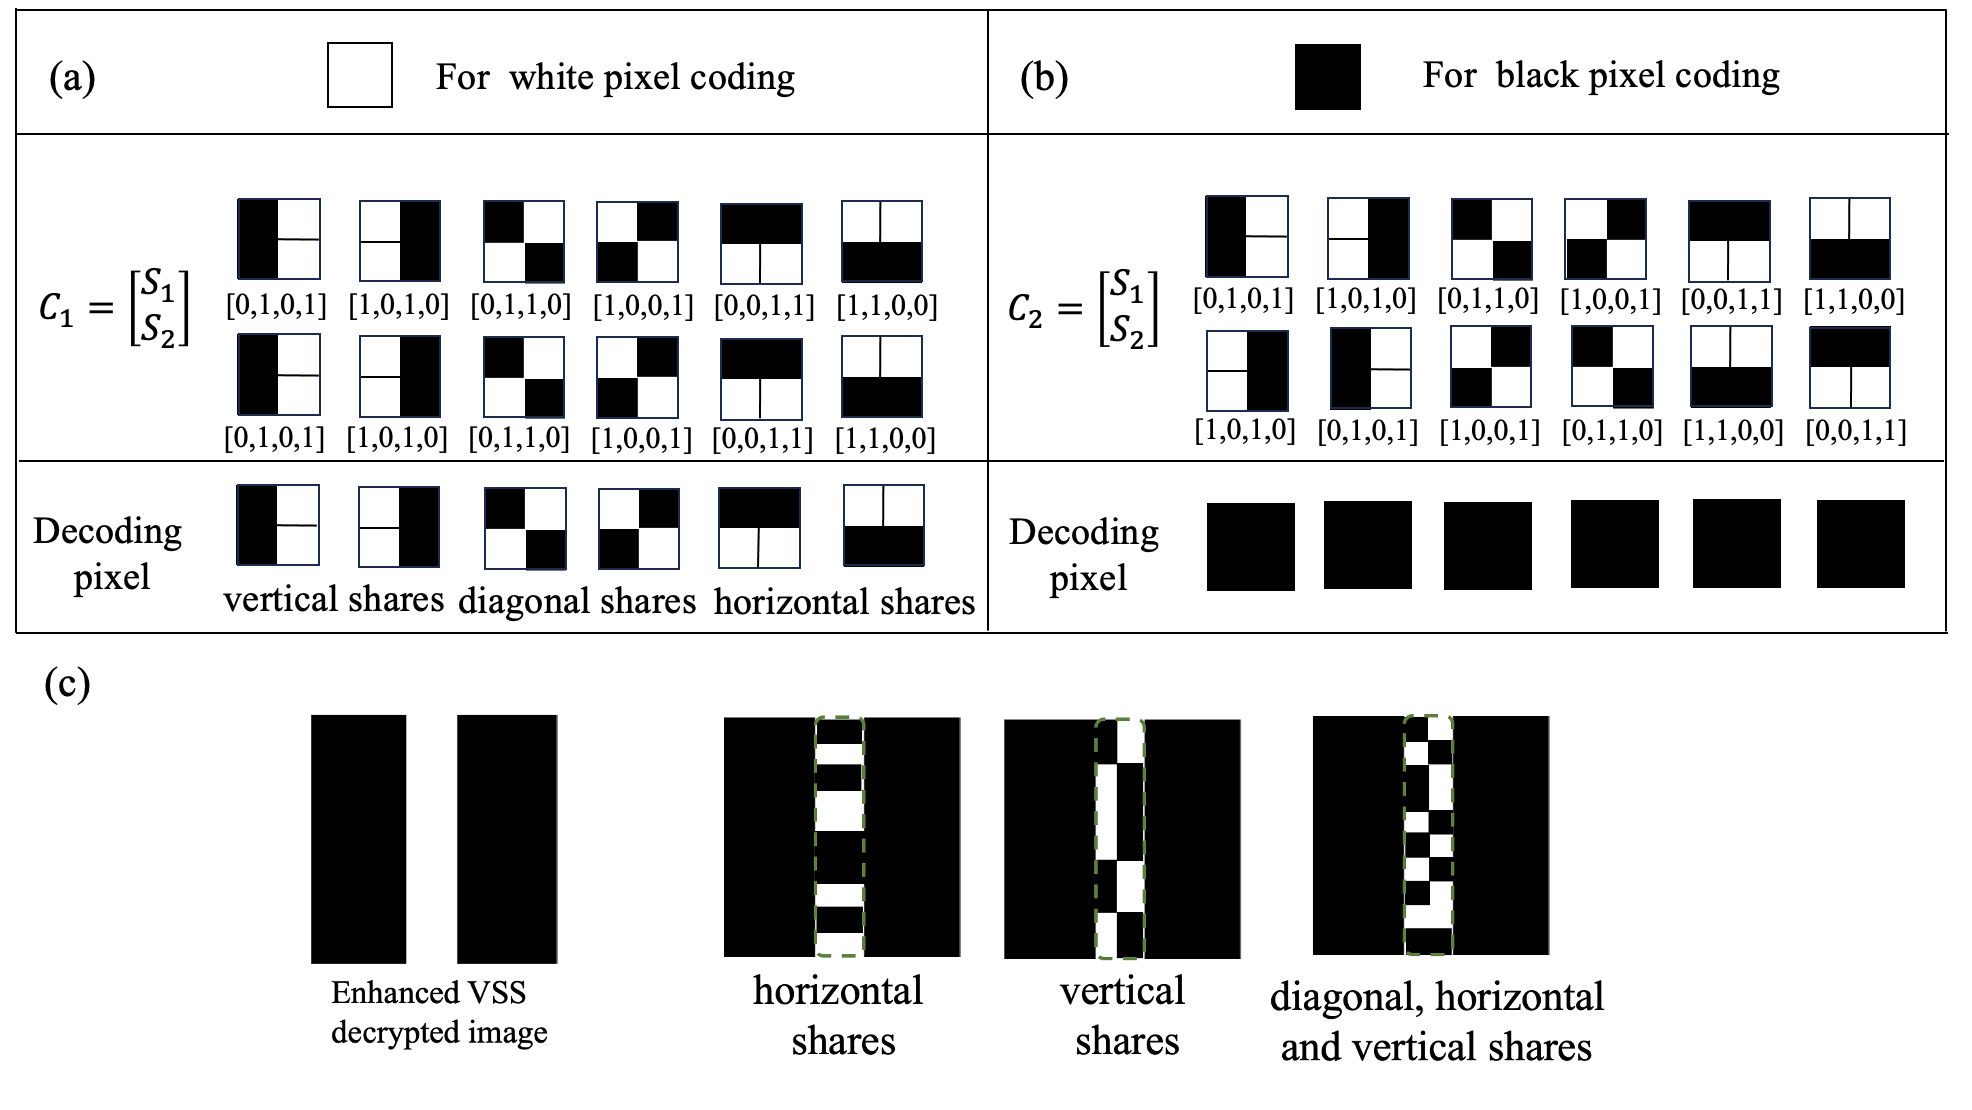 (a) For white pixel coding
(b) For black pixel coding
C₁ = [S₁ S₂]
[0,1,0,1] [1,0,1,0] [0,1,1,0] [1,0,0,1] [0,0,1,1] [1,1,0,0]
[0,1,0,1] [1,0,1,0] [0,1,1,0] [1,0,0,1] [0,0,1,1] [1,1,0,0]
C₂ = [S₁ S₂]
[0,1,0,1] [1,0,1,0] [0,1,1,0] [1,0,0,1] [0,0,1,1] [1,1,0,0]
[1,0,1,0] [0,1,0,1] [1,0,0,1] [0,1,1,0] [1,1,0,0] [0,0,1,1]
Decoding
pixel
vertical shares diagonal shares horizontal shares
Decoding
pixel
(c)
Enhanced VSS
decrypted image
horizontal
shares
vertical
shares
diagonal, horizontal
and vertical shares